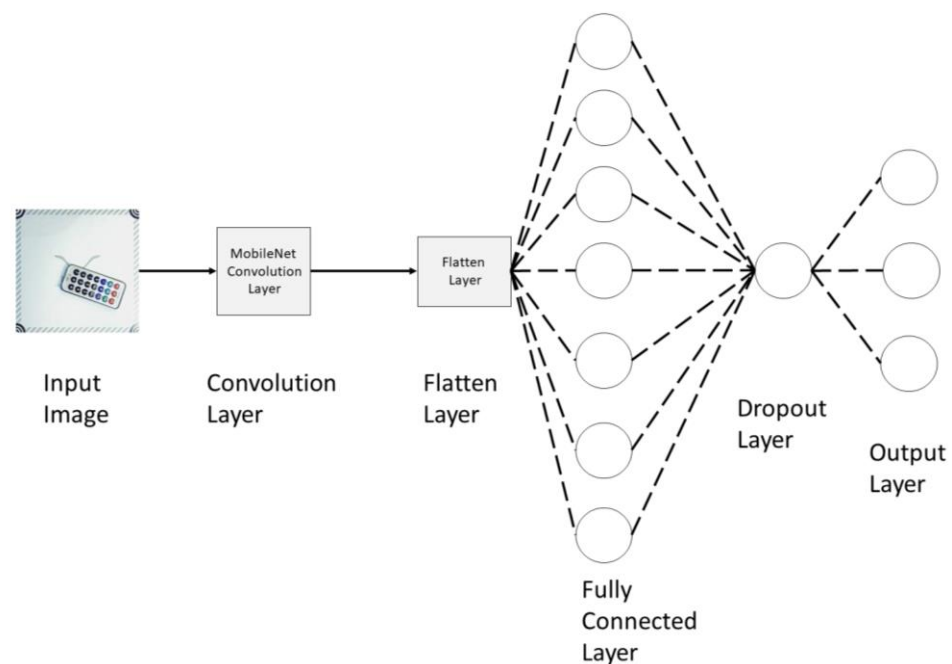 MobileNet
Convolution
Layer
Flatten
Layer
Input
Image
Convolution
Layer
Flatten
Layer
Dropout
Layer
Output
Layer
Fully
Connected
Layer